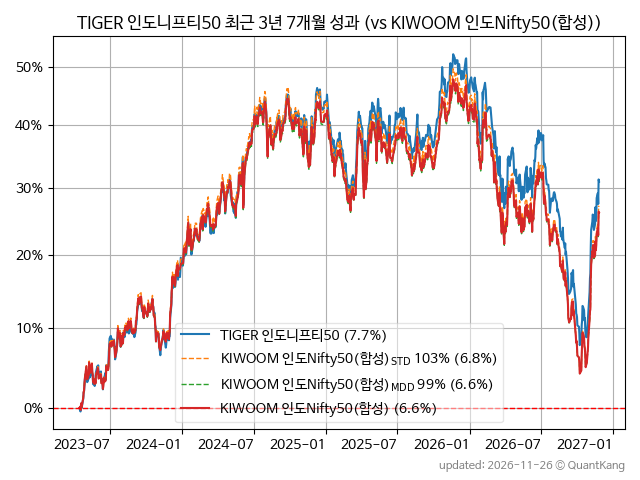 TIGER 인도니프티50 최근 3년 7개월 성과 (vs KIWOOM 인도Nifty50(합성))
50%
40%
30%
20%
10%
0%
TIGER 인도니프티50 (7.7%)
KIWOOM 인도Nifty50(합성) STD 103% (6.8%)
KIWOOM 인도Nifty50(합성) MDD 99% (6.6%)
KIWOOM 인도Nifty50(합성) (6.6%)
2023-07 2024-01 2024-07 2025-01 2025-07 2026-01 2026-07 2027-01
updated: 2026-11-26 © QuantKang